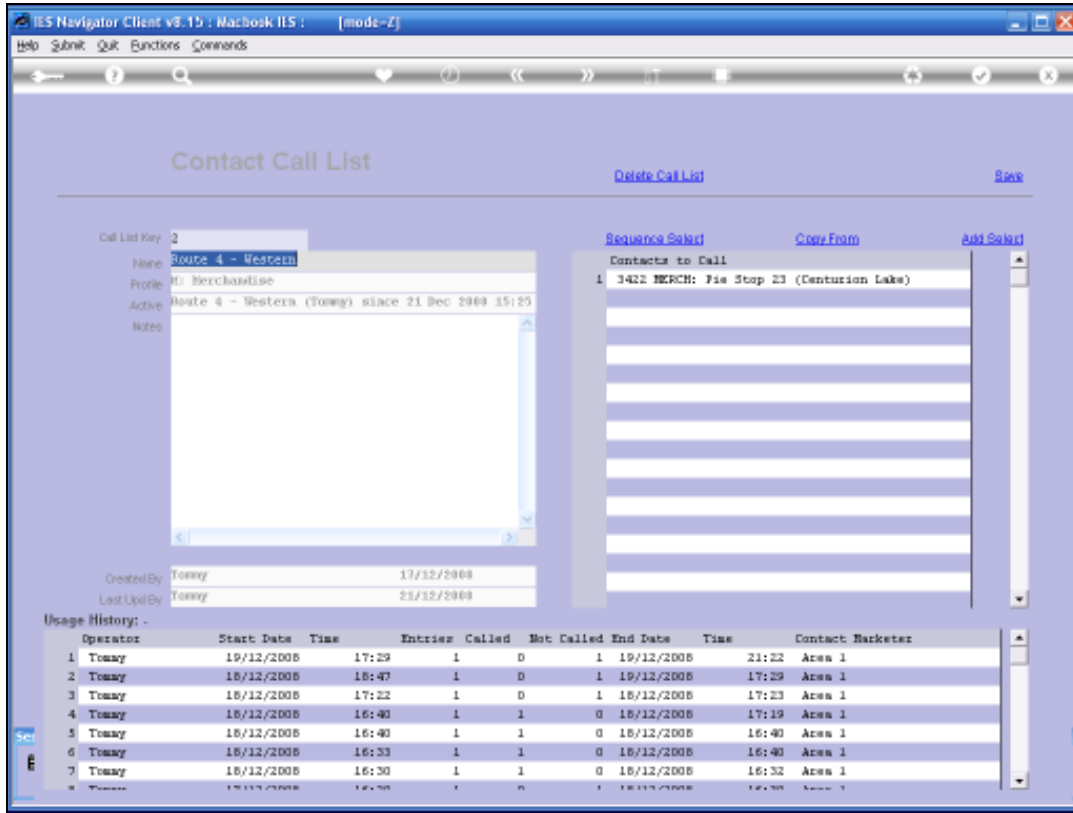 IES Navigator Client v8.15 : Macbook IES : [mode-Z]
Help Submit Quit Functions Commands
Contact Call List
Delete Call List Save
Call List Key 2
Sequence Select Copy From Add Select
Name Route 4 - Western
Contacts to Call
Profile M: Merchandise
1 3422 MERCH: Pie Stop 23 (Centurion Lake)
Active Route 4 - Western (Tommy) since 21 Dec 2008 15:25
Notes
Created By Tommy 17/12/2008
Last Upd By Tommy 21/12/2008
Usage History: -
Operator Start Date Time Entries Called Not Called End Date Time Contact Marketer
1 Tommy 19/12/2008 17:29 1 0 1 19/12/2008 21:22 Area 1
2 Tommy 18/12/2008 18:47 1 0 1 19/12/2008 17:29 Area 1
3 Tommy 18/12/2008 17:22 1 0 1 18/12/2008 17:23 Area 1
4 Tommy 18/12/2008 16:40 1 1 0 18/12/2008 17:19 Area 1
5 Tommy 18/12/2008 16:40 1 1 0 18/12/2008 16:40 Area 1
6 Tommy 18/12/2008 16:33 1 1 0 18/12/2008 16:40 Area 1
7 Tommy 18/12/2008 16:30 1 1 0 18/12/2008 16:32 Area 1